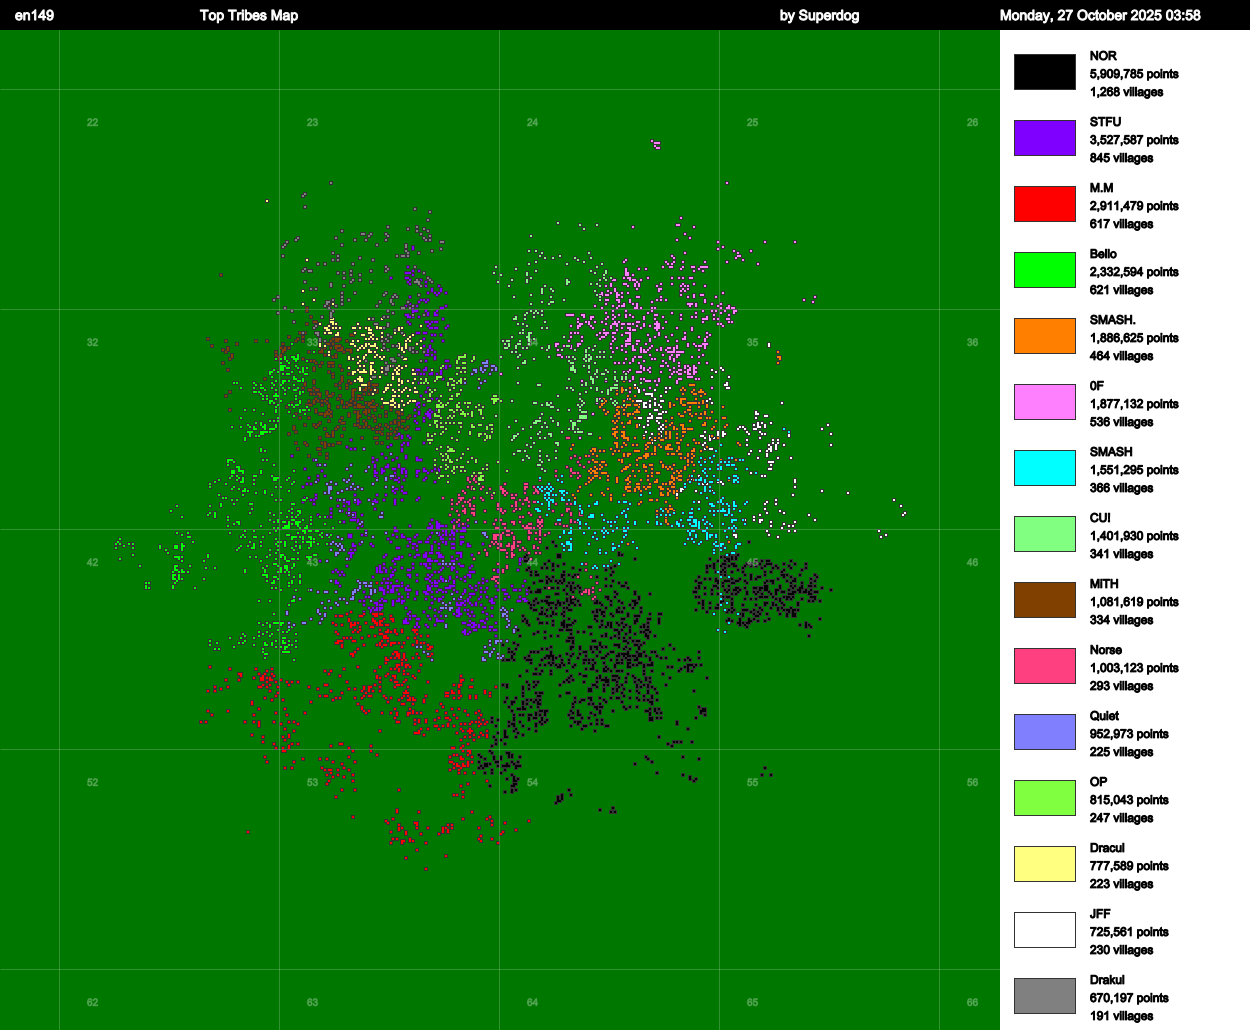 en149 Top Tribes Map by Superdog Monday, 27 October 2025 03:58
NOR
5,909,785 points
1,268 villages
STFU
3,527,587 points
845 villages
M.M
2,911,479 points
617 villages
Bello
2,332,594 points
621 villages
SMASH.
1,886,625 points
464 villages
0F
1,877,132 points
536 villages
SMASH
1,551,295 points
366 villages
CUI
1,401,930 points
341 villages
MITH
1,081,619 points
334 villages
Norse
1,003,123 points
293 villages
Quiet
952,973 points
225 villages
OP
815,043 points
247 villages
Dracul
777,589 points
223 villages
JFF
725,561 points
230 villages
Drakul
670,197 points
191 villages
22 23 24 25 26
32 33 34 35 36
42 43 44 45 46
52 53 54 55 56
62 63 64 65 66